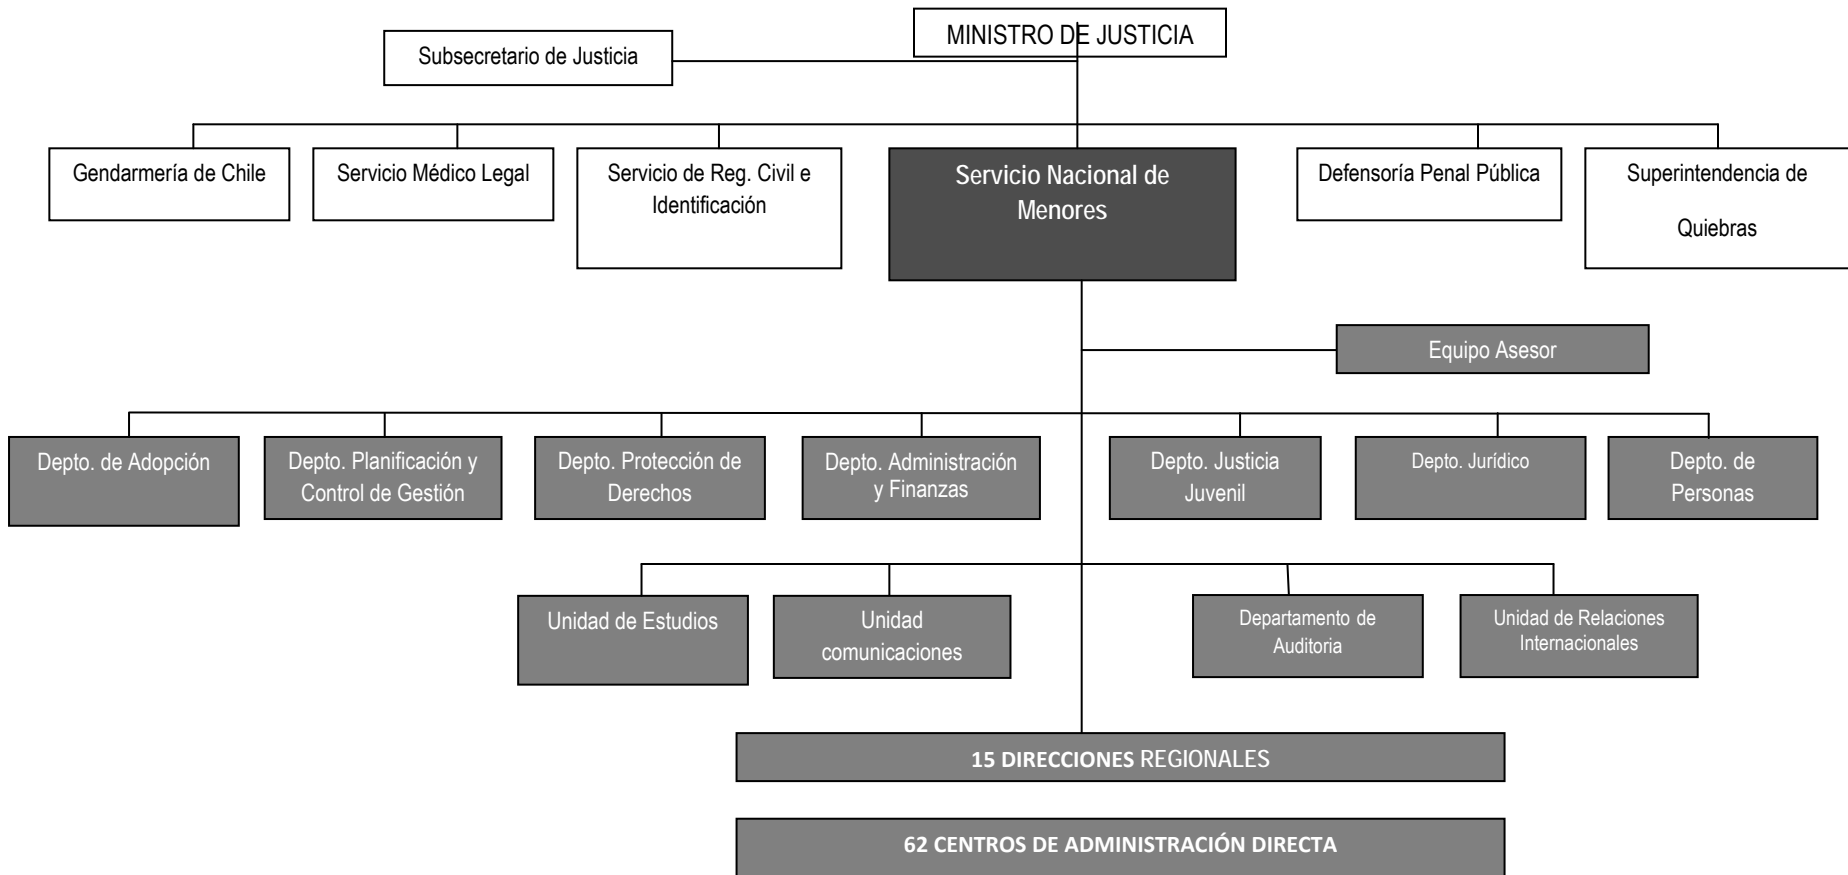 MINISTRO DE JUSTICIA
Subsecretario de Justicia
Gendarmería de Chile
Servicio Médico Legal
Servicio de Reg. Civil e
Identificación
Servicio Nacional de
Menores
Defensoría Penal Pública
Superintendencia de
Quiebras
Equipo Asesor
Depto. de Adopción
Depto. Planificación y
Control de Gestión
Depto. Protección de
Derechos
Depto. Administración
y Finanzas
Depto. Justicia
Juvenil
Depto. Jurídico
Depto. de
Personas
Unidad de Estudios
Unidad
comunicaciones
Departamento de
Auditoria
Unidad de Relaciones
Internacionales
15 DIRECCIONES REGIONALES
62 CENTROS DE ADMINISTRACIÓN DIRECTA